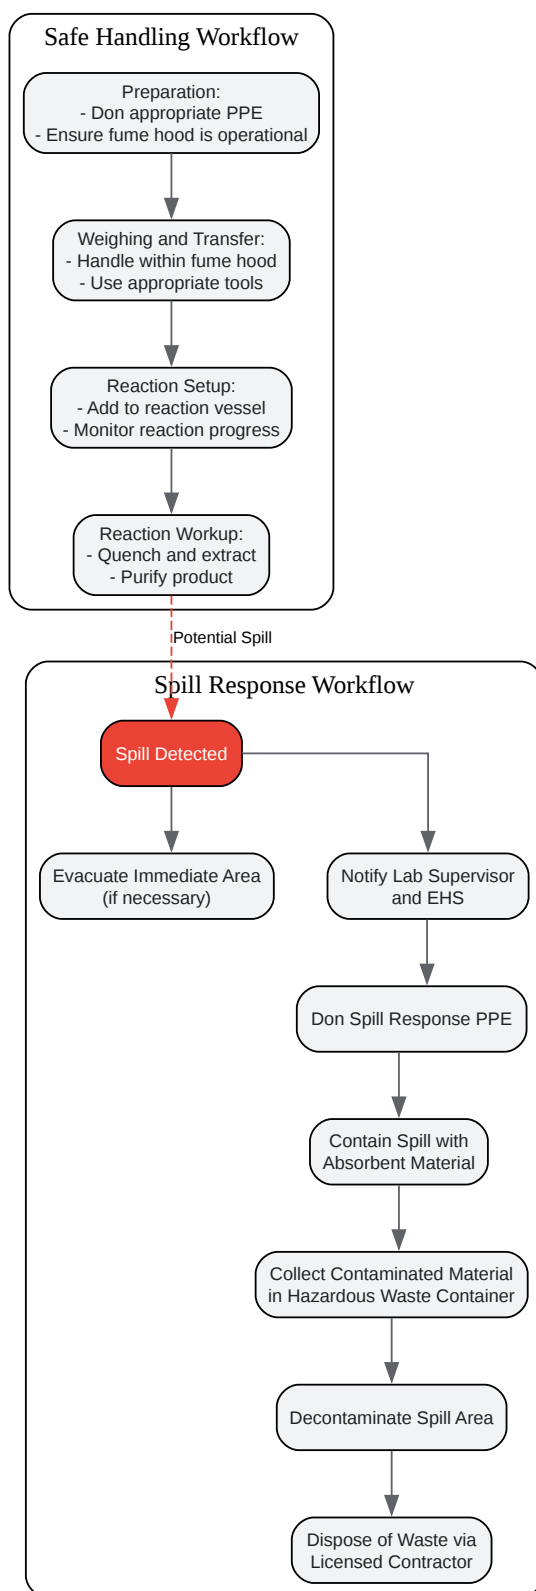 Safe Handling Workflow
Preparation:
- Don appropriate PPE
- Ensure fume hood is operational
Weighing and Transfer:
- Handle within fume hood
- Use appropriate tools
Reaction Setup:
- Add to reaction vessel
- Monitor reaction progress
Reaction Workup:
- Quench and extract
- Purify product
Potential Spill
Spill Response Workflow
Spill Detected
Evacuate Immediate Area
(if necessary)
Notify Lab Supervisor
and EHS
Don Spill Response PPE
Contain Spill with
Absorbent Material
Collect Contaminated Material
in Hazardous Waste Container
Decontaminate Spill Area
Dispose of Waste via
Licensed Contractor